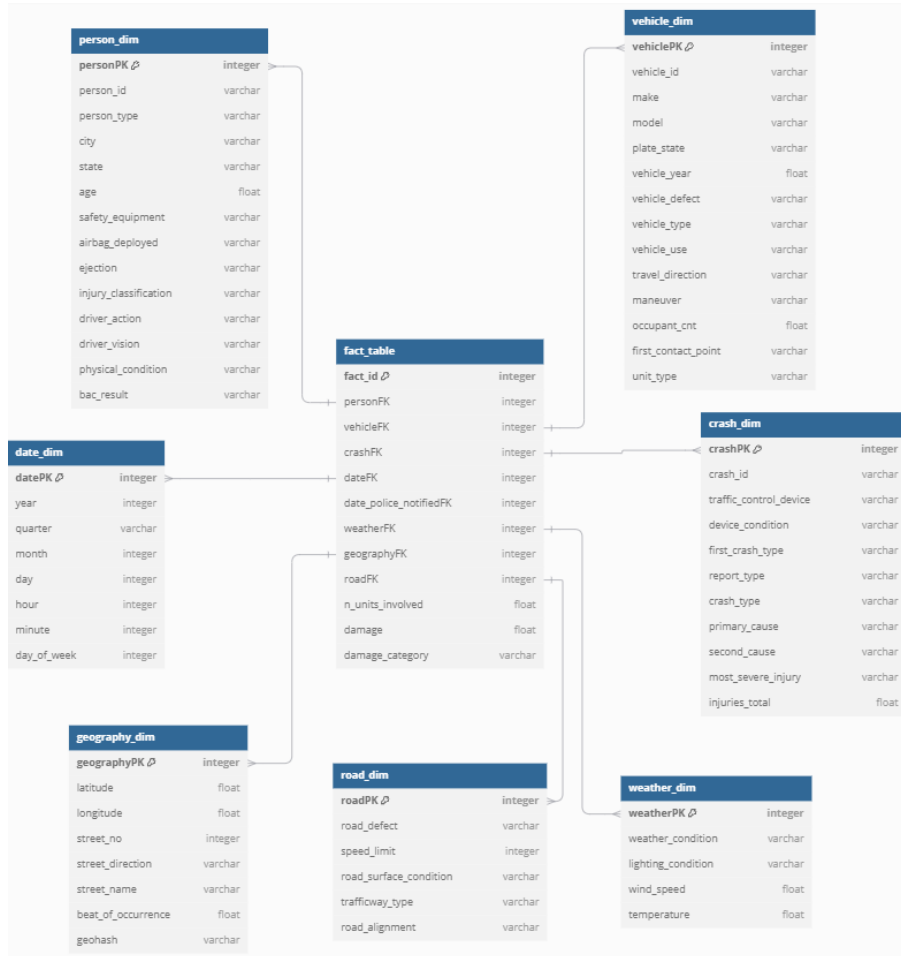 person_dim
personPK integer
person_id varchar
person_type varchar
city varchar
state varchar
age float
safety_equipment varchar
airbag_deployed varchar
ejection varchar
injury_classification varchar
driver_action varchar
driver_vision varchar
physical_condition varchar
bac_result varchar
vehicle_dim
vehiclePK integer
vehicle_id varchar
make varchar
model varchar
plate_state varchar
vehicle_year float
vehicle_defect varchar
vehicle_type varchar
vehicle_use varchar
travel_direction varchar
maneuver varchar
occupant_cnt float
first_contact_point varchar
unit_type varchar
fact_table
fact_id integer
personFK integer
vehicleFK integer
crashFK integer
dateFK integer
date_police_notifiedFK integer
weatherFK integer
geographyFK integer
roadFK integer
n_units_involved float
damage float
damage_category varchar
date_dim
datePK integer
year integer
quarter varchar
month integer
day integer
hour integer
minute integer
day_of_week integer
crash_dim
crashPK integer
crash_id varchar
traffic_control_device varchar
device_condition varchar
first_crash_type varchar
report_type varchar
crash_type varchar
primary_cause varchar
second_cause varchar
most_severe_injury varchar
injuries_total float
geography_dim
geographyPK integer
latitude float
longitude float
street_no integer
street_direction varchar
street_name varchar
beat_of_occurrence float
geohash varchar
road_dim
roadPK integer
road_defect varchar
speed_limit integer
road_surface_condition varchar
trafficway_type varchar
road_alignment varchar
weather_dim
weatherPK integer
weather_condition varchar
lighting_condition varchar
wind_speed float
temperature float